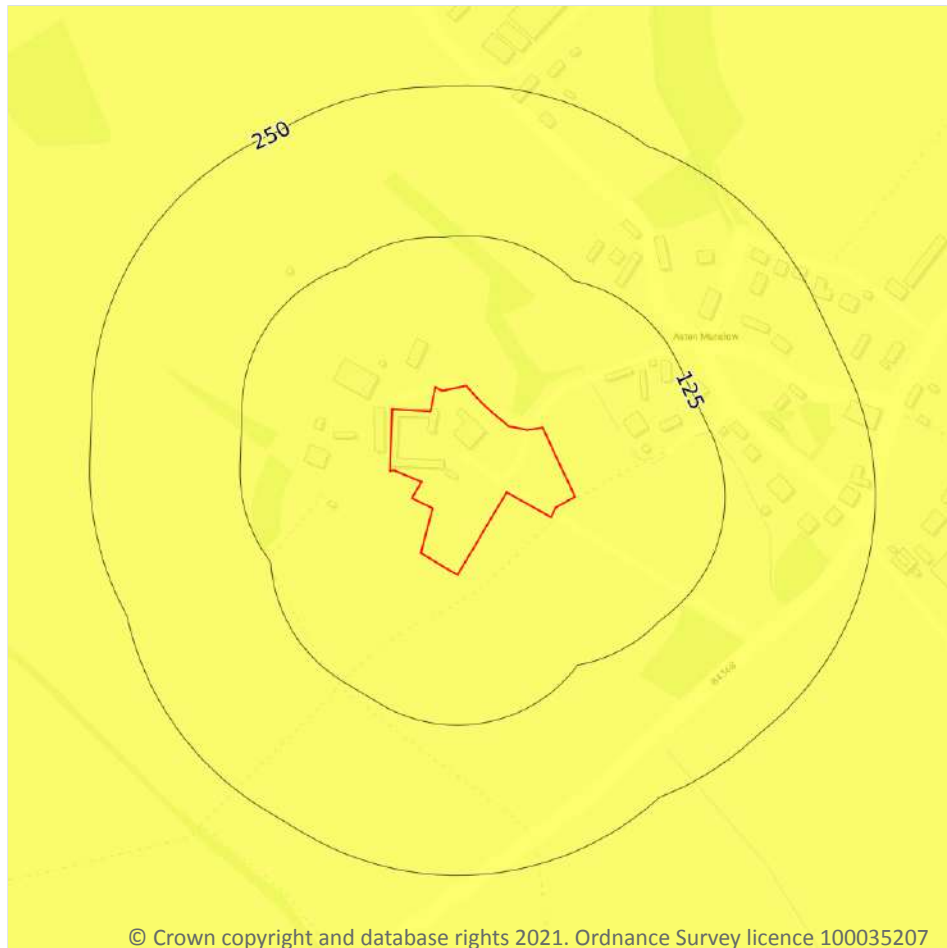 250
Aston Munslow
125
B4368
© Crown copyright and database rights 2021. Ordnance Survey licence 100035207